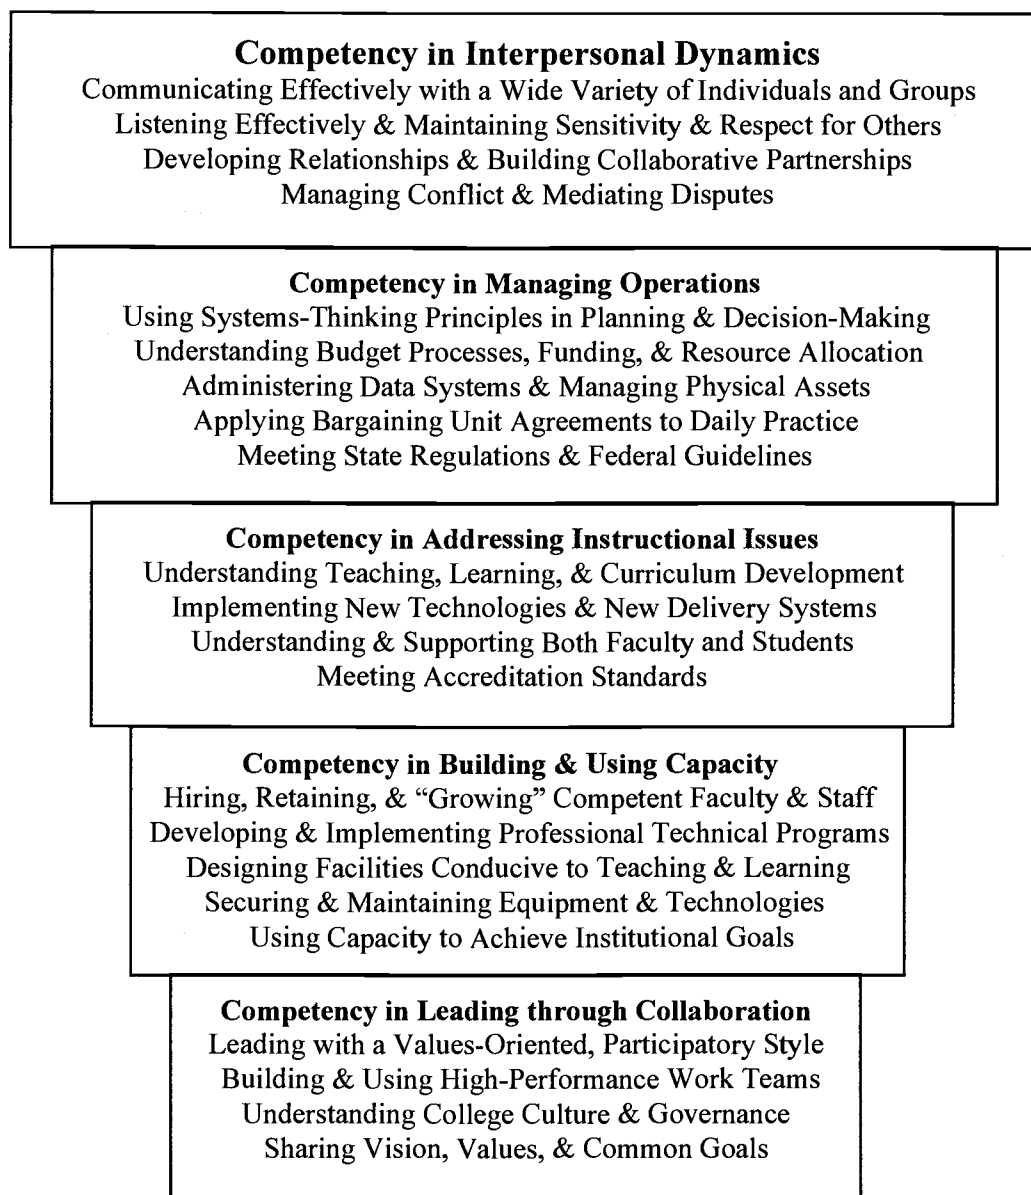 Competency in Interpersonal Dynamics
Communicating Effectively with a Wide Variety of Individuals and Groups
Listening Effectively & Maintaining Sensitivity & Respect for Others
Developing Relationships & Building Collaborative Partnerships
Managing Conflict & Mediating Disputes
Competency in Managing Operations
Using Systems-Thinking Principles in Planning & Decision-Making
Understanding Budget Processes, Funding, & Resource Allocation
Administering Data Systems & Managing Physical Assets
Applying Bargaining Unit Agreements to Daily Practice
Meeting State Regulations & Federal Guidelines
Competency in Addressing Instructional Issues
Understanding Teaching, Learning, & Curriculum Development
Implementing New Technologies & New Delivery Systems
Understanding & Supporting Both Faculty and Students
Meeting Accreditation Standards
Competency in Building & Using Capacity
Hiring, Retaining, & “Growing” Competent Faculty & Staff
Developing & Implementing Professional Technical Programs
Designing Facilities Conducive to Teaching & Learning
Securing & Maintaining Equipment & Technologies
Using Capacity to Achieve Institutional Goals
Competency in Leading through Collaboration
Leading with a Values-Oriented, Participatory Style
Building & Using High-Performance Work Teams
Understanding College Culture & Governance
Sharing Vision, Values, & Common Goals